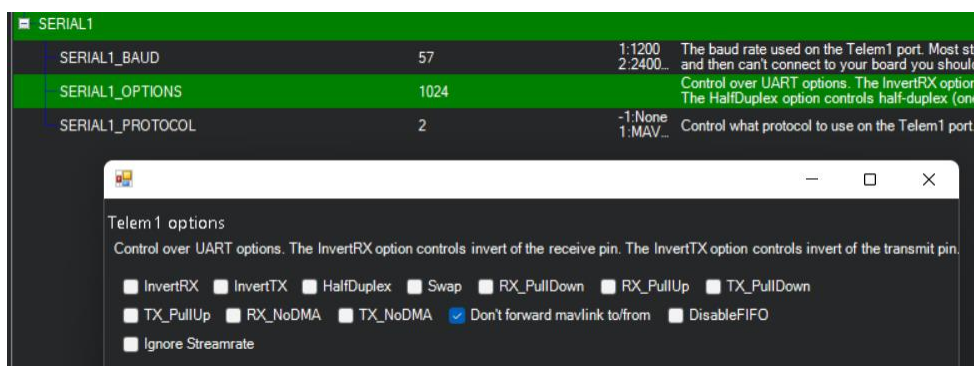 SERIAL1
SERIAL1_BAUD 57 1:1200 The baud rate used on the Telem1 port. Most
2:2400... and then can't connect to your board you
SERIAL1_OPTIONS 1024 Control over UART options. The InvertRX
The HalfDuplex option controls half-duplex
SERIAL1_PROTOCOL 2 -1:None Control what protocol to use on the Telem1 port
1:MAV...
Telem1 options
Control over UART options. The InvertRX option controls invert of the receive pin. The InvertTX option controls invert of the transmit pin.
InvertRX InvertTX HalfDuplex Swap RX_PullDown RX_PullUp TX_PullDown
TX_PullUp RX_NoDMA TX_NoDMA Don't forward mavlink to/from DisableFIFO
Ignore Streamrate